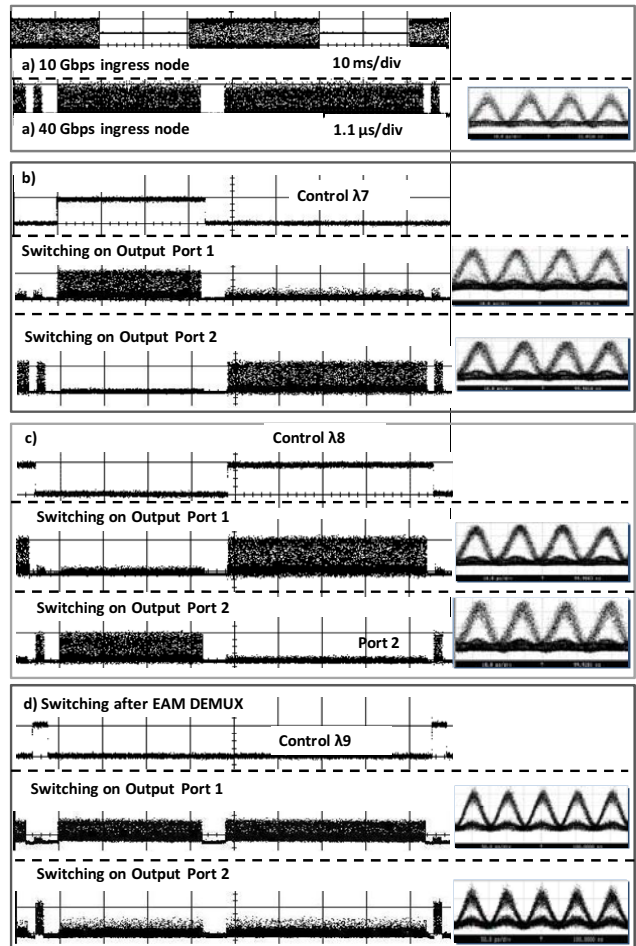 a) 10 Gbps ingress node 10 ms/div
a) 40 Gbps ingress node 1.1 µs/div
b)
Control λ7
Switching on Output Port 1
Switching on Output Port 2
c)
Control λ8
Switching on Output Port 1
Switching on Output Port 2
Port 2
d) Switching after EAM DEMUX
Control λ9
Switching on Output Port 1
Switching on Output Port 2